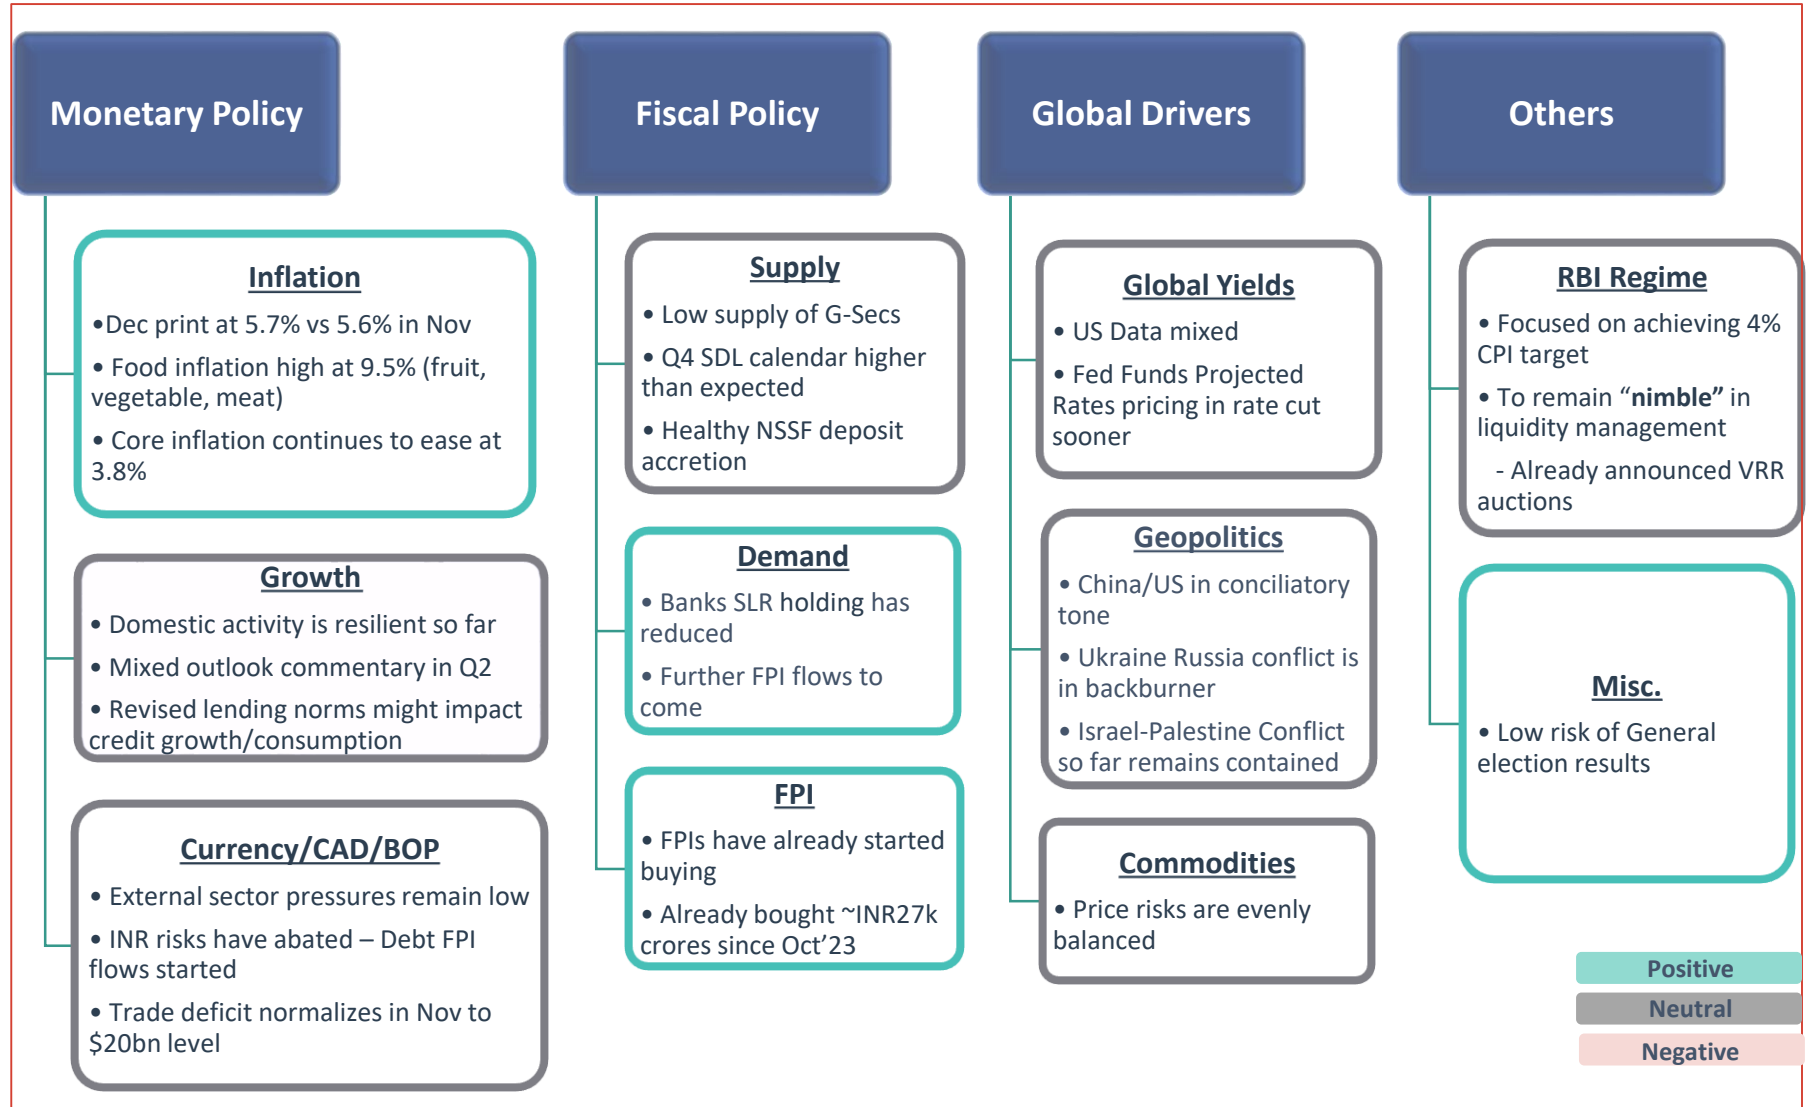 Monetary Policy
Inflation
•Dec print at 5.7% vs 5.6% in Nov
• Food inflation high at 9.5% (fruit,
vegetable, meat)
• Core inflation continues to ease at
3.8%
Growth
• Domestic activity is resilient so far
• Mixed outlook commentary in Q2
• Revised lending norms might impact
credit growth/consumption
Currency/CAD/BOP
• External sector pressures remain low
• INR risks have abated – Debt FPI
flows started
• Trade deficit normalizes in Nov to
$20bn level
Fiscal Policy
Supply
• Low supply of G-Secs
• Q4 SDL calendar higher
than expected
• Healthy NSSF deposit
accretion
Demand
• Banks SLR holding has
reduced
• Further FPI flows to
come
FPI
• FPIs have already started
buying
• Already bought ~INR27k
crores since Oct’23
Global Drivers
Global Yields
• US Data mixed
• Fed Funds Projected
Rates pricing in rate cut
sooner
Geopolitics
• China/US in conciliatory
tone
• Ukraine Russia conflict is
in backburner
• Israel-Palestine Conflict
so far remains contained
Commodities
• Price risks are evenly
balanced
Others
RBI Regime
• Focused on achieving 4%
CPI target
• To remain “nimble” in
liquidity management
- Already announced VRR
auctions
Misc.
• Low risk of General
election results
Positive
Neutral
Negative